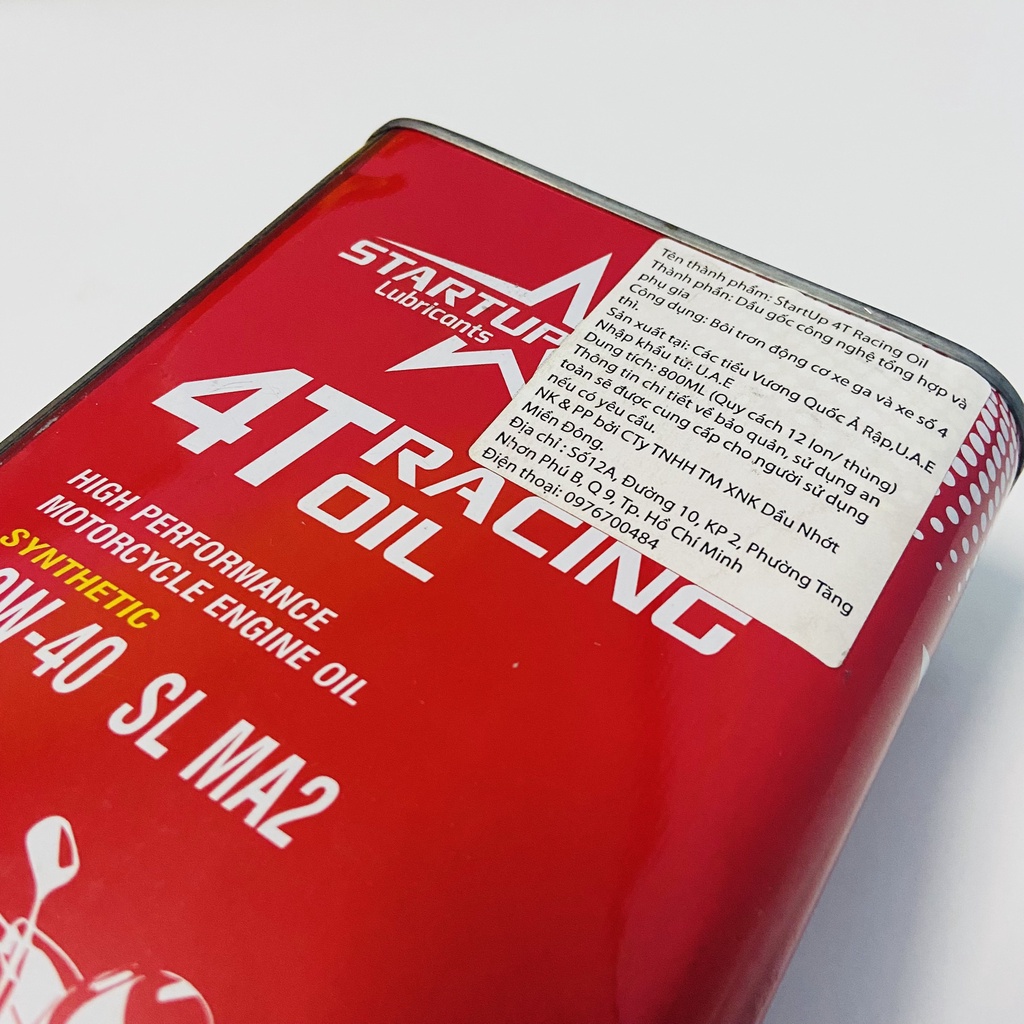 STARTUP
Lubricants
4T RACING
OIL
HIGH PERFORMANCE
MOTORCYCLE ENGINE OIL
SYNTHETIC
0W-40 SL MA2
Tên thành phẩm: StartUp 4T Racing Oil
Thành phần: Dầu gốc công nghệ tổng hợp và
phụ gia
Công dụng: Bôi trơn động cơ xe ga và xe số 4
thì.
Sản xuất tại: Các tiểu Vương Quốc Ả Rập,U.A.E
Nhập khẩu từ: U.A.E
Dung tích: 800ML (Quy cách 12 lon/ thùng)
Thông tin chi tiết về bảo quản, sử dụng an
toàn sẽ được cung cấp cho người sử dụng
nếu có yêu cầu.
NK & PP bởi CTy TNHH TM XNK Dầu Nhớt
Miền Đông.
Địa chỉ : Số12A, Đường 10, KP 2, Phường Tăng
Nhơn Phú B, Q 9, Tp. Hồ Chí Minh
Điện thoại: 0976700484